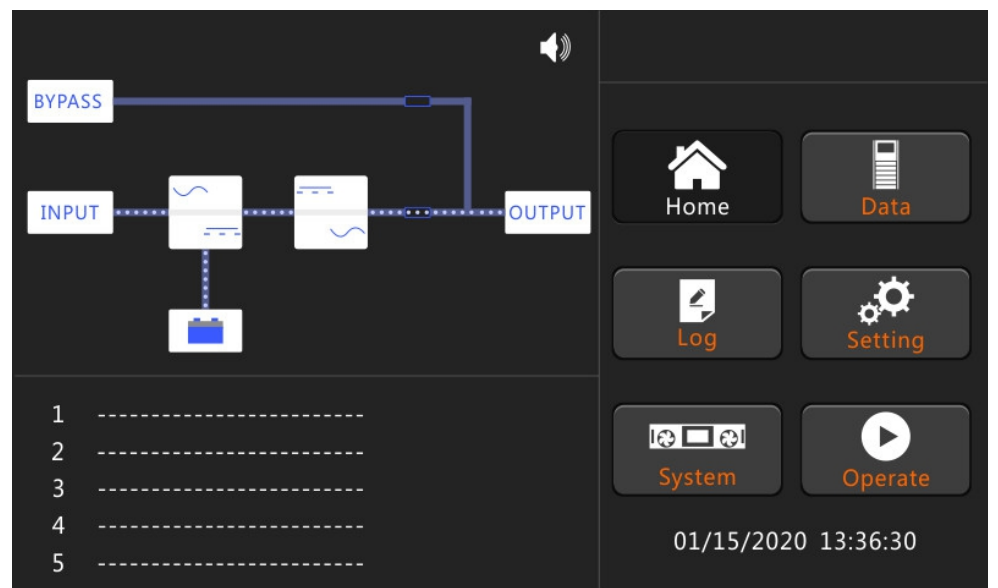 BYPASS
INPUT
OUTPUT
1 -------------------------
2 -------------------------
3 -------------------------
4 -------------------------
5 -------------------------
Home
Data
Log
Setting
System
Operate
01/15/2020 13:36:30